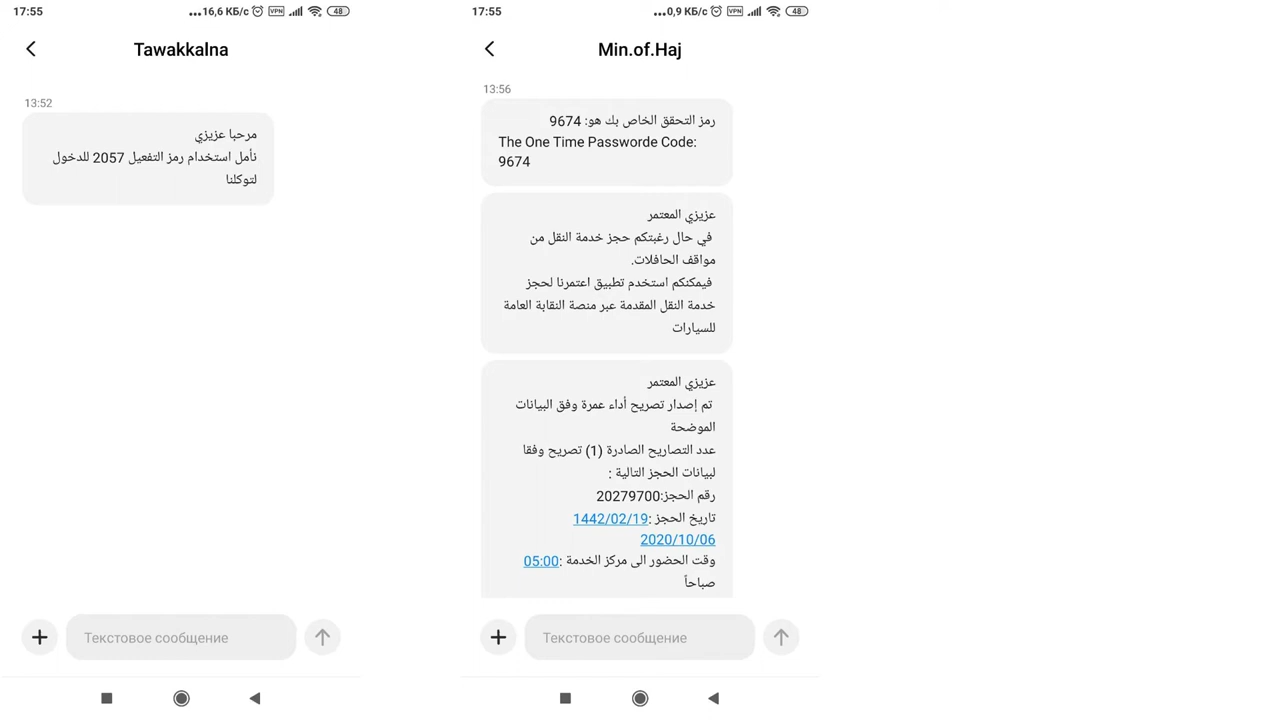 17:55
...16,6 КБ/с VPN 48
Tawakkalna
13:52
مرحبا عزيزي
نأمل استخدام رمز التفعيل 2057 للدخول
لتوكلنا
Текстовое сообщение
17:55
...0,9 КБ/с VPN 48
Min.of.Haj
13:56
رمز التحقق الخاص بك هو: 9674
The One Time Passworde Code:
9674
عزيزي المعتمر
في حال رغبتكم حجز خدمة النقل من
مواقف الحافلات.
فيمكنكم استخدم تطبيق اعتمرنا لحجز
خدمة النقل المقدمة عبر منصة النقابة العامة
للسيارات
عزيزي المعتمر
تم إصدار تصريح أداء عمرة وفق البيانات
الموضحة
عدد التصاريح الصادرة (1) تصريح وفقا
لبيانات الحجز التالية :
رقم الحجز:20279700
تاريخ الحجز :1442/02/19
2020/10/06
وقت الحضور الى مركز الخدمة :05:00
صباحاً
Текстовое сообщение